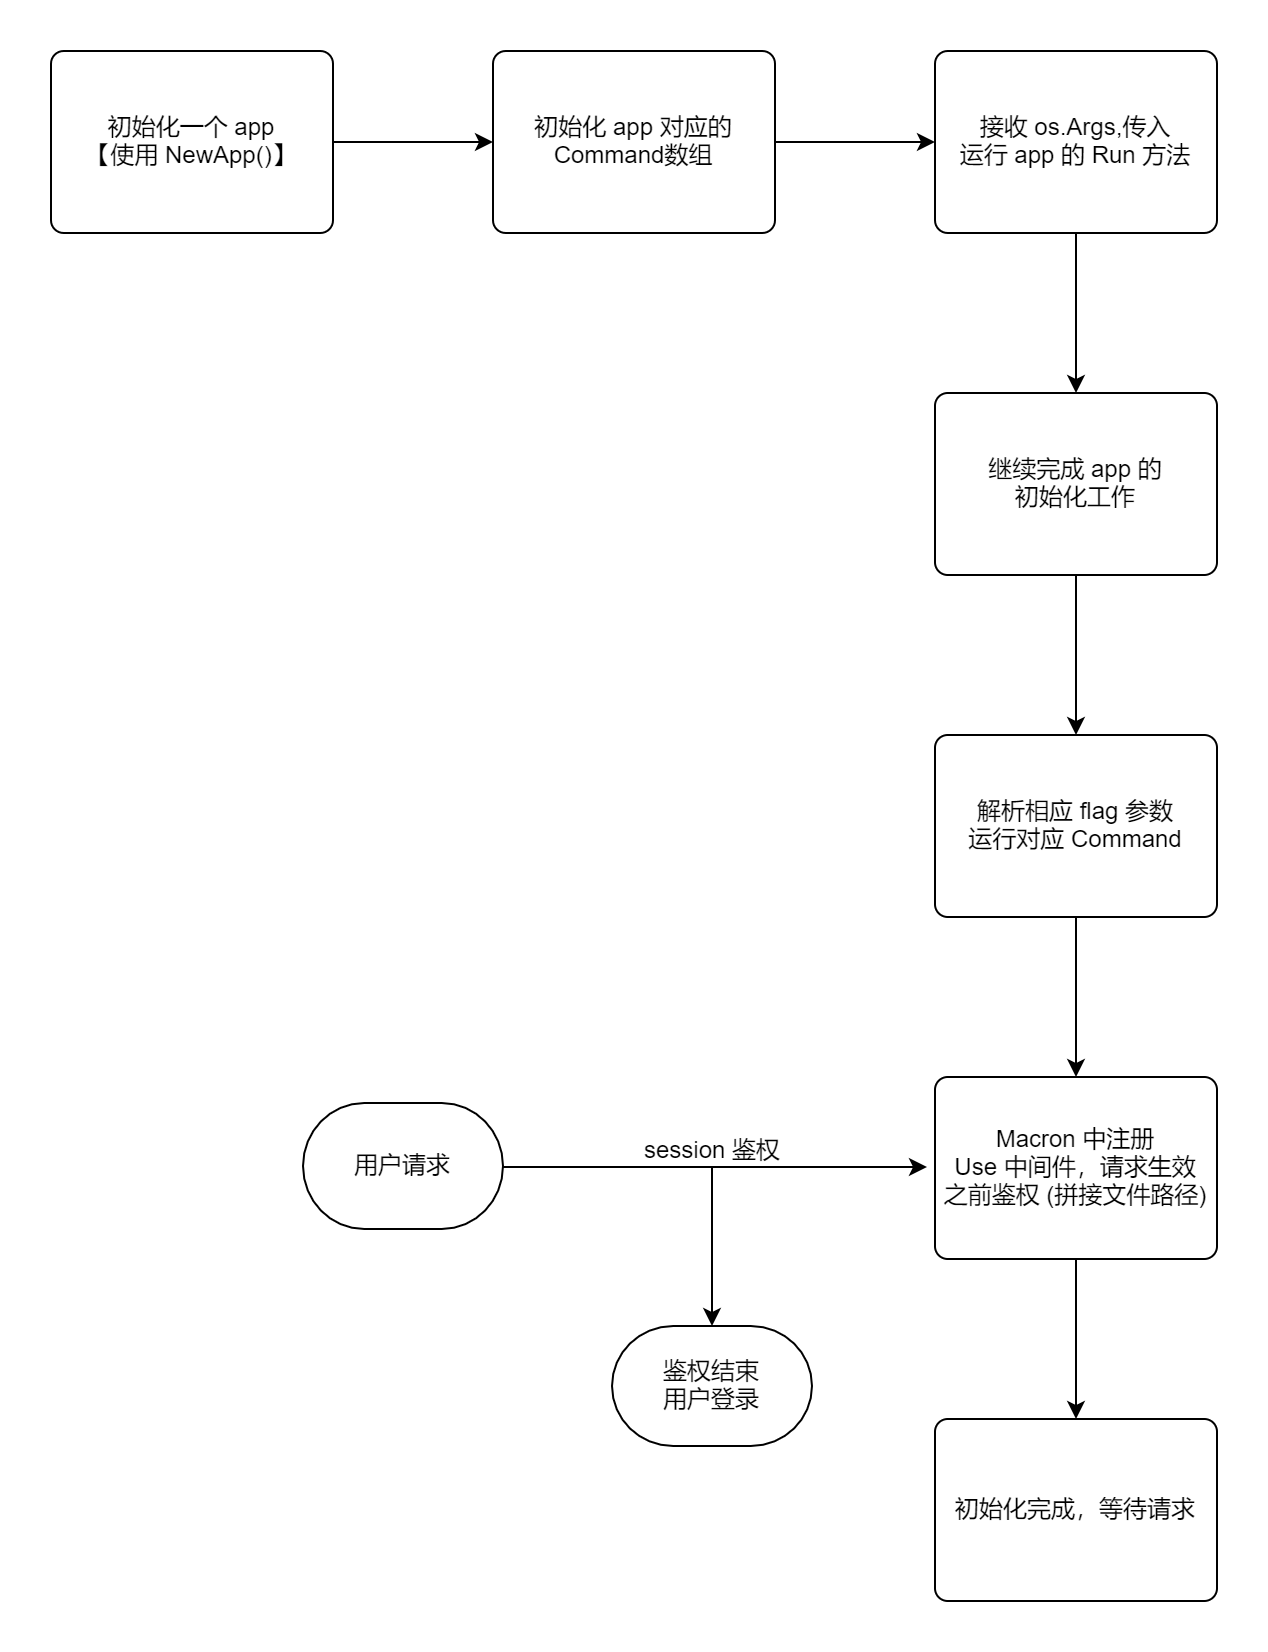 初始化一个 app
【使用 NewApp()】
初始化 app 对应的
Command数组
接收 os.Args,传入
运行 app 的 Run 方法
继续完成 app 的
初始化工作
解析相应 flag 参数
运行对应 Command
用户请求
session 鉴权
Macron 中注册
Use 中间件，请求生效
之前鉴权 (拼接文件路径)
鉴权结束
用户登录
初始化完成，等待请求